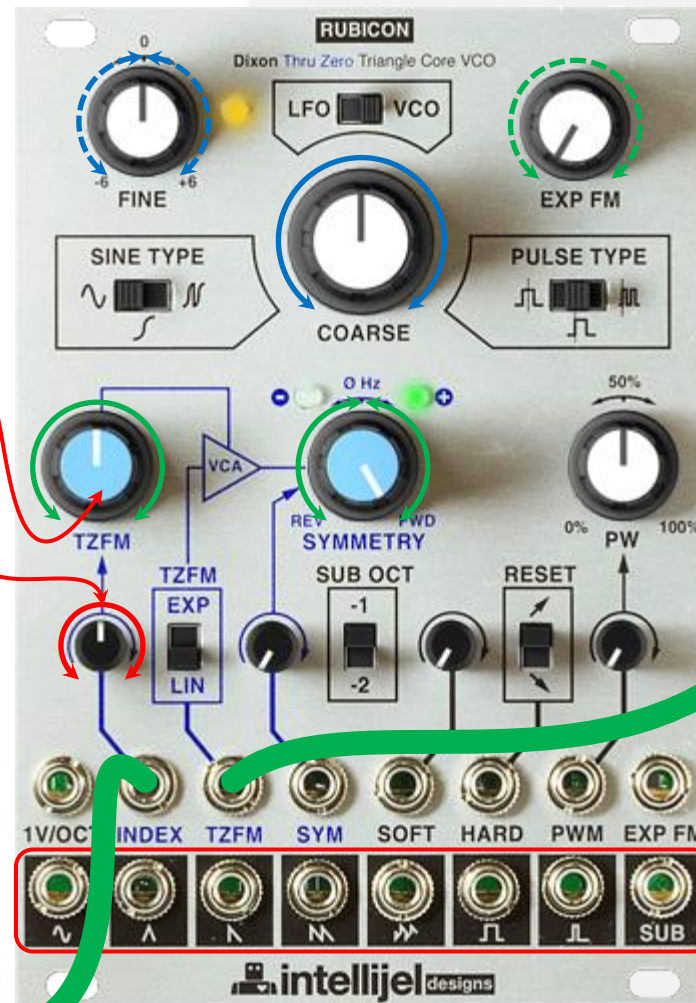 RUBICON
Dixon Thru Zero Triangle Core VCO
0
LFO VCO
-6 +6
FINE
EXP FM
SINE TYPE
PULSE TYPE
COARSE
Ø Hz
50%
VCA
REV FWD
0% 100%
TZFM
SYMMETRY
PW
TZFM
SUB OCT
RESET
EXP
-1
LIN
-2
1V/OCT INDEX TZFM SYM SOFT HARD PWM EXP FM
SUB
intellijel designs